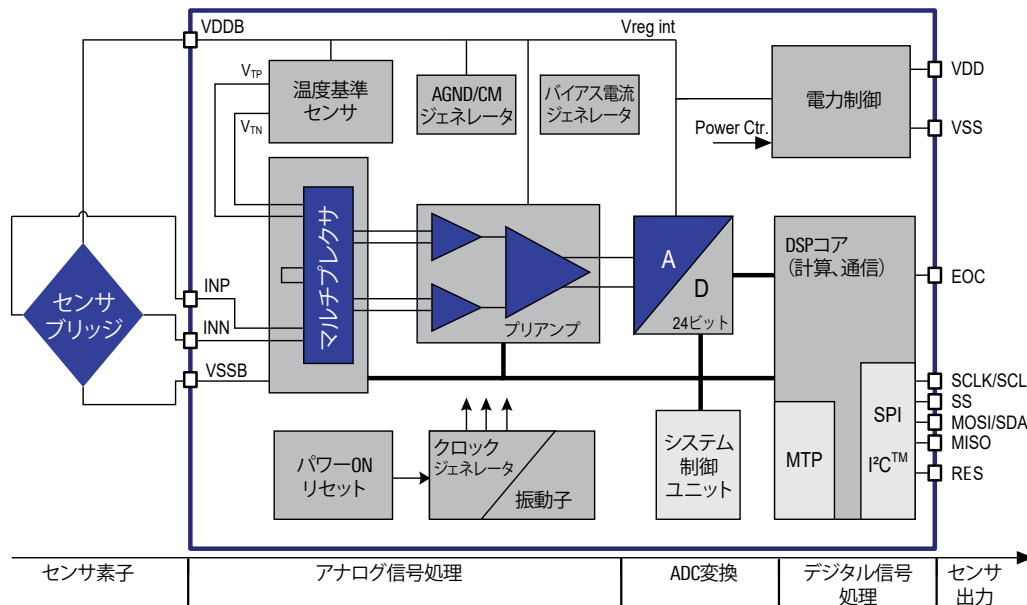 VDDB
Vreg int
VTP
VTN
温度基準
センサ
AGND/CM
ジェネレータ
バイアス電流
ジェネレータ
電力制御
Power Ctr.
VDD
VSS
マルチプレクサ
センサ
ブリッジ
INP
INN
VSSB
プリアンプ
A
D
24ビット
DSPコア
(計算、通信)
EOC
SCLK/SCL
SS
MOSI/SDA
MISO
RES
SPI
I²C™
MTP
パワーON
リセット
クロック
ジェネレータ
振動子
システム
制御
ユニット
センサ素子
アナログ信号処理
ADC変換
デジタル信号
処理
センサ
出力